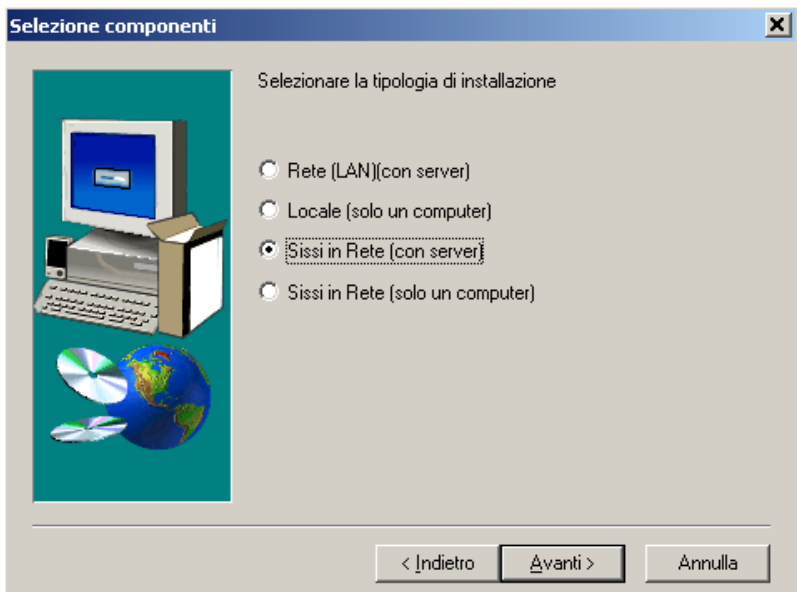 Selezione componenti
Selezionare la tipologia di installazione
Rete (LAN)(con server)
Locale (solo un computer)
Sissi in Rete (con server)
Sissi in Rete (solo un computer)
< Indietro
Avanti >
Annulla